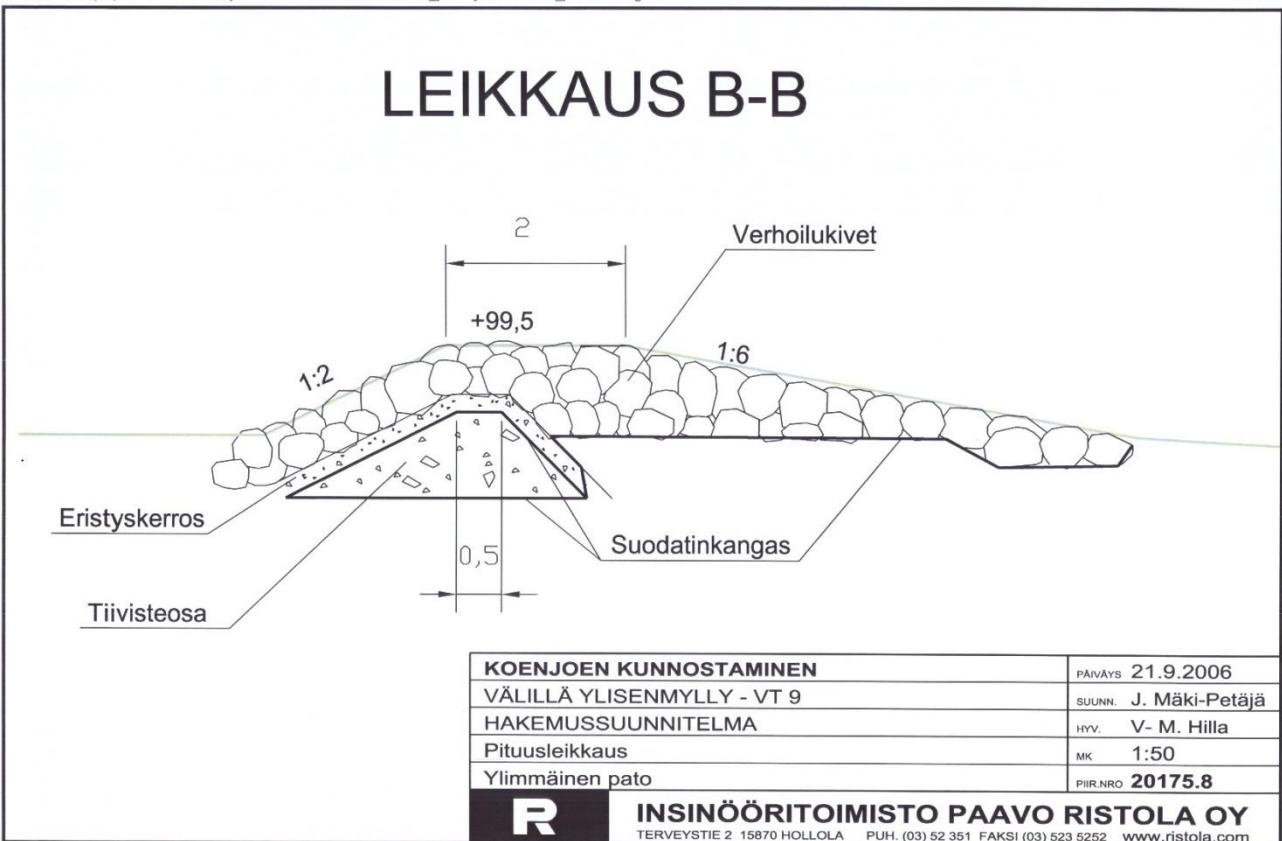 LEIKKAUS B-B
2
Verhoilukivet
+99,5
1:2
1:6
Eristyskerros
Suodatinkangas
0,5
Tiivisteosa
KOENJOEN KUNNOSTAMINEN
PÄIVÄYS 21.9.2006
VÄLILLÄ YLISENMYLLY - VT 9
SUUNN. J. Mäki-Petäjä
HAKEMUSSUUNNITELMA
HYV. V- M. Hilla
Pituusleikkaus
MK 1:50
Ylimmäinen pato
PIIR.NRO 20175.8
R
INSINÖÖRITOIMISTO PAAVO RISTOLA OY
TERVEYSTIE 2 15870 HOLLOLA PUH. (03) 52 351 FAKSI (03) 523 5252 www.ristola.com